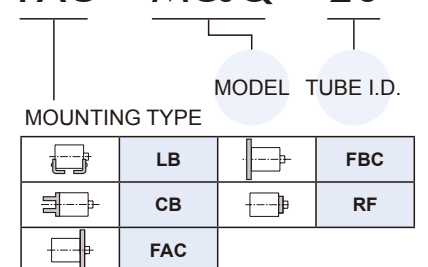 MODEL TUBE I.D.
MOUNTING TYPE
LB FBC
CB RF
FAC